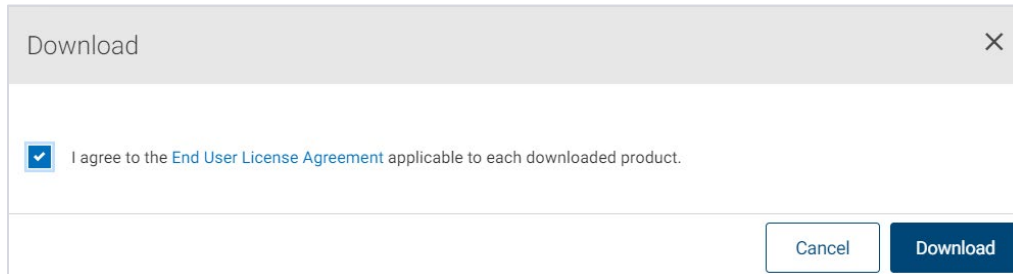 Download
I agree to the End User License Agreement applicable to each downloaded product.
Cancel Download